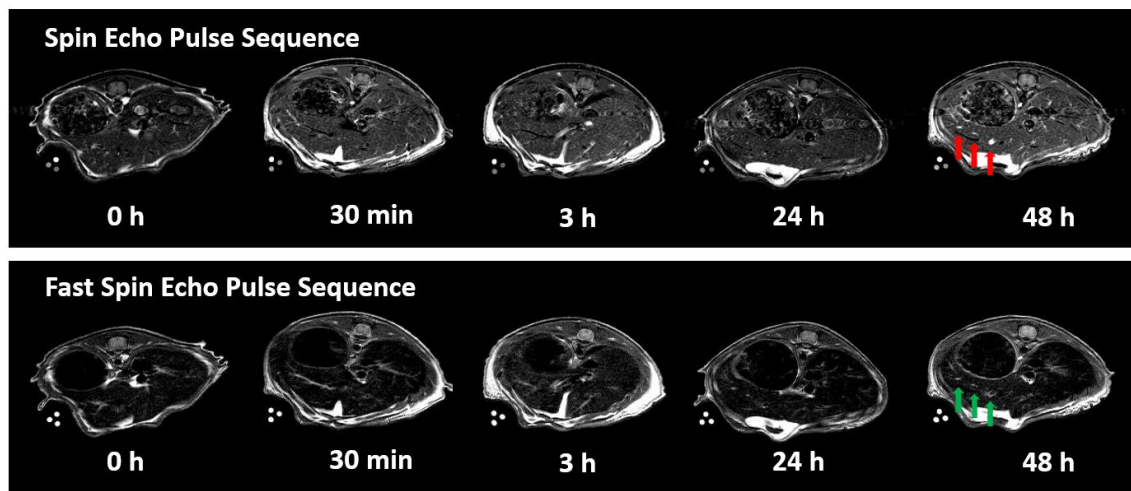 Spin Echo Pulse Sequence
0 h
30 min
3 h
24 h
48 h
Fast Spin Echo Pulse Sequence
0 h
30 min
3 h
24 h
48 h